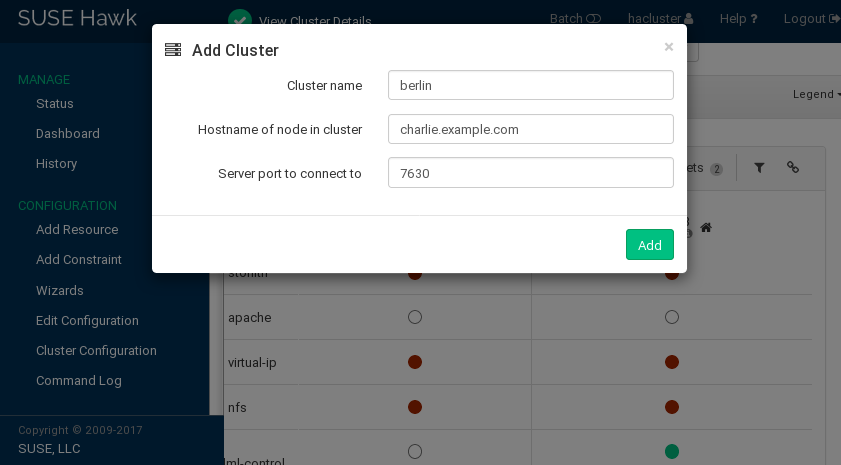 SUSE Hawk
View Cluster Details
Batch
hacluster
Help ?
Logout
Add Cluster
×
Cluster name
berlin
Hostname of node in cluster
charlie.example.com
Server port to connect to
7630
Add
MANAGE
Status
Dashboard
History
CONFIGURATION
Add Resource
Add Constraint
Wizards
Edit Configuration
Cluster Configuration
Command Log
Copyright © 2009-2017
SUSE, LLC
Legend
ets 2
stonith
apache
virtual-ip
nfs
ml-control